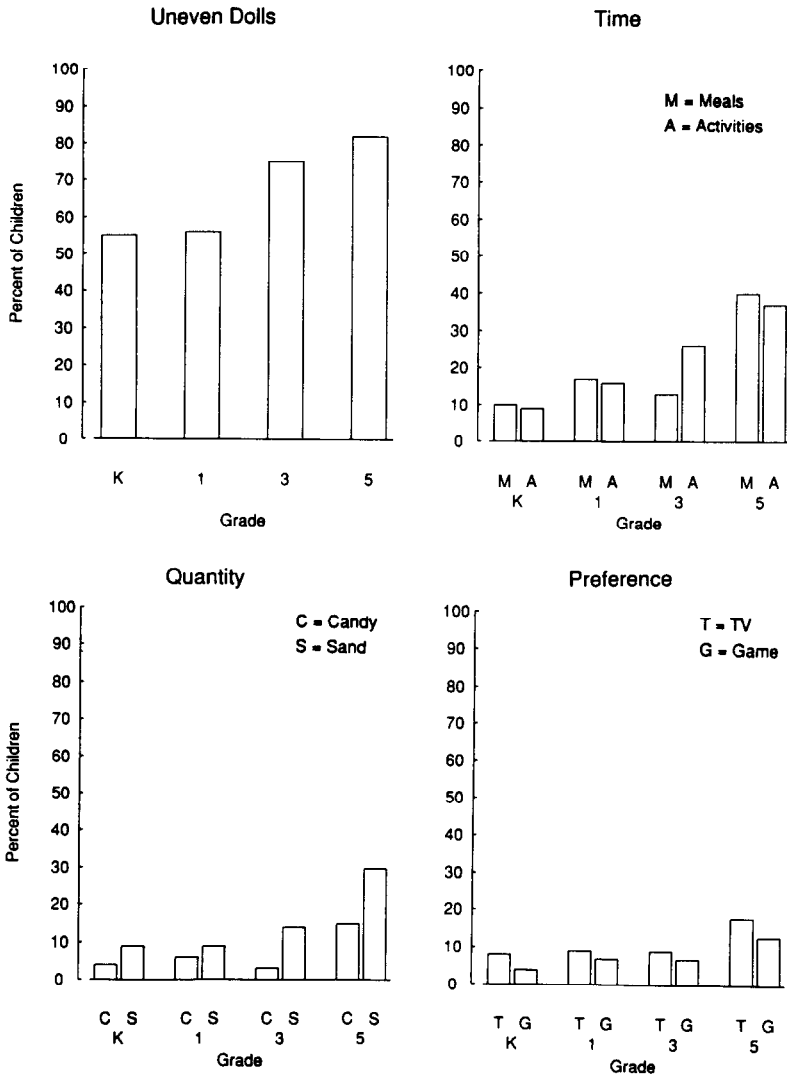 Uneven Dolls
Percent of Children
100
90
80
70
60
50
40
30
20
10
0
K 1 3 5
Grade
Time
M = Meals
A = Activities
100
90
80
70
60
50
40
30
20
10
0
M A M A M A M A
K 1 3 5
Grade
Quantity
C = Candy
S = Sand
Percent of Children
100
90
80
70
60
50
40
30
20
10
0
C S C S C S C S
K 1 3 5
Grade
Preference
T = TV
G = Game
100
90
80
70
60
50
40
30
20
10
0
T G T G T G T G
K 1 3 5
Grade